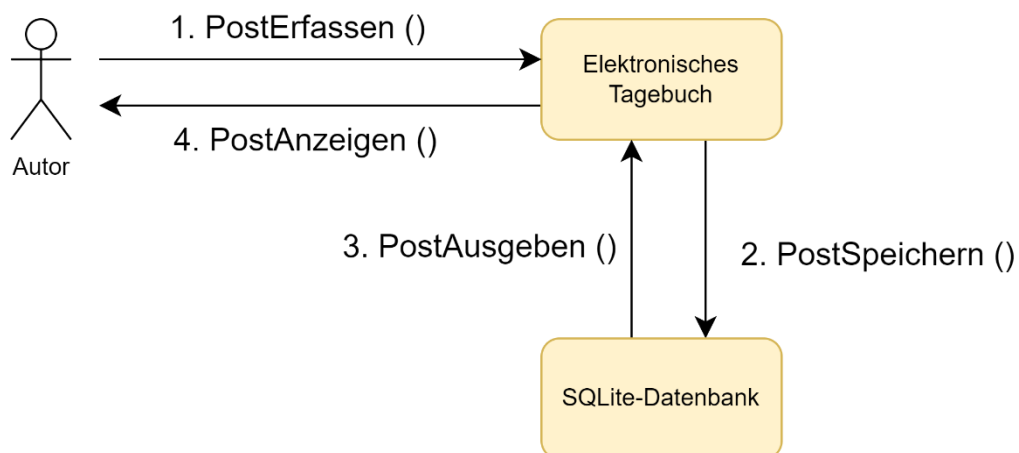 1. PostErfassen ()
Elektronisches
Tagebuch
4. PostAnzeigen ()
Autor
3. PostAusgeben ()
2. PostSpeichern ()
SQLite-Datenbank